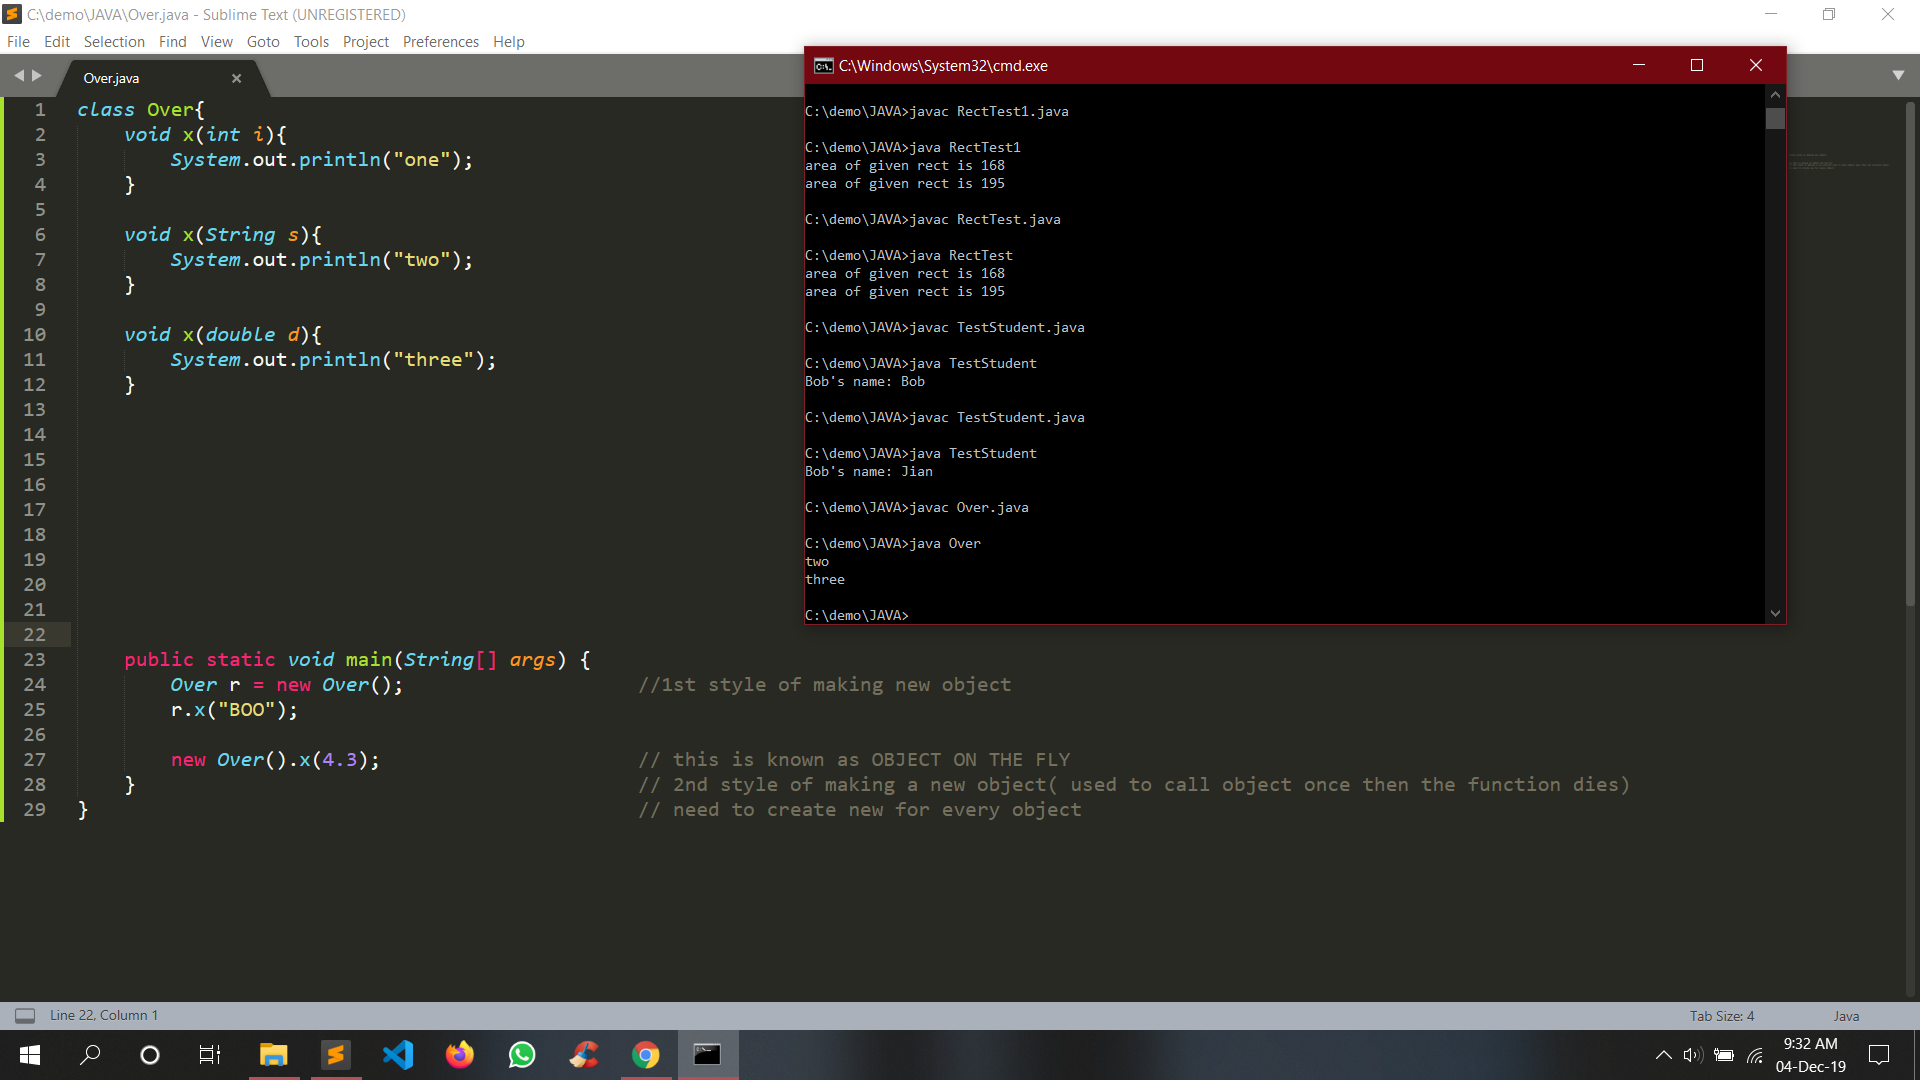 C:\demo\JAVA\Over.java - Sublime Text (UNREGISTERED)
File Edit Selection Find View Goto Tools Project Preferences Help
Over.java
1 class Over{
2     void x(int i){
3         System.out.println("one");
4     }
5
6     void x(String s){
7         System.out.println("two");
8     }
9
10     void x(double d){
11         System.out.println("three");
12     }
13
14
15
16
17
18
19
20
21
22
23     public static void main(String[] args) {
24         Over r = new Over(); //1st style of making new object
25         r.x("BOO");
26
27         new Over().x(4.3); // this is known as OBJECT ON THE FLY
28     } // 2nd style of making a new object( used to call object once then the function dies)
29 } // need to create new for every object
C:\Windows\System32\cmd.exe
C:\demo\JAVA>javac RectTest1.java
C:\demo\JAVA>java RectTest1
area of given rect is 168
area of given rect is 195
C:\demo\JAVA>javac RectTest.java
C:\demo\JAVA>java RectTest
area of given rect is 168
area of given rect is 195
C:\demo\JAVA>javac TestStudent.java
C:\demo\JAVA>java TestStudent
Bob's name: Bob
C:\demo\JAVA>javac TestStudent.java
C:\demo\JAVA>java TestStudent
Bob's name: Jian
C:\demo\JAVA>javac Over.java
C:\demo\JAVA>java Over
two
three
C:\demo\JAVA>
Line 22, Column 1 Tab Size: 4 Java
9:32 AM
04-Dec-19